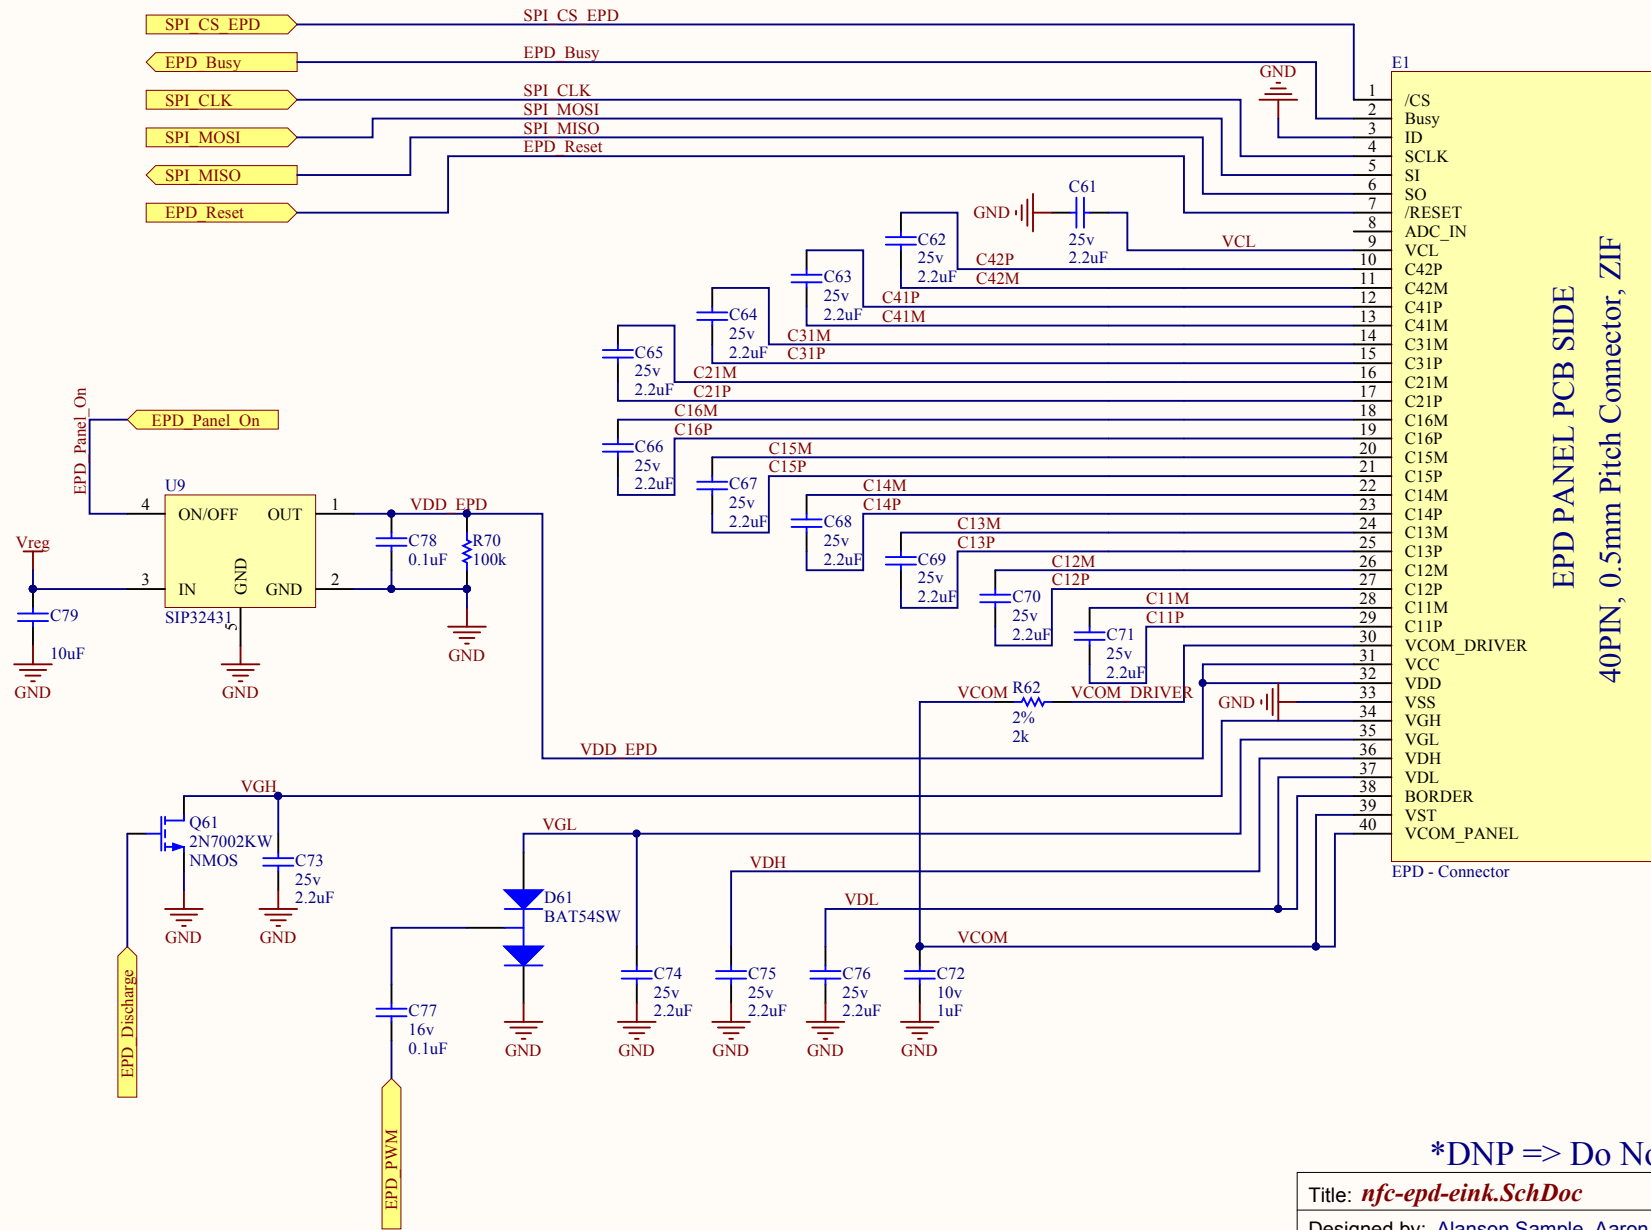 SPI_CS_EPD
SPI_CS_EPD
EPD_Busy
EPD_Busy
SPI_CLK
SPI_CLK
SPI_MOSI
SPI_MOSI
SPI_MISO
SPI_MISO
EPD_Reset
EPD_Reset
E1
GND
1 /CS
2 Busy
3 ID
4 SCLK
5 SI
6 SO
7 /RESET
8 ADC_IN
9 VCL
10 C42P
11 C42M
12 C41P
13 C41M
14 C31M
15 C31P
16 C21M
17 C21P
18 C16M
19 C16P
20 C15M
21 C15P
22 C14M
23 C14P
24 C13M
25 C13P
26 C12M
27 C12P
28 C11M
29 C11P
30 VCOM_DRIVER
31 VCC
32 VDD
33 VSS
34 VGH
35 VGL
36 VDH
37 VDL
38 BORDER
39 VST
40 VCOM_PANEL
EPD - Connector
EPD PANEL PCB SIDE
40PIN, 0.5mm Pitch Connector, ZIF
GND
C61
25v
2.2uF
VCL
C62
25v
2.2uF
C42P
C42M
C63
25v
2.2uF
C41P
C41M
C64
25v
2.2uF
C31M
C31P
C65
25v
2.2uF
C21M
C21P
C16M
C16P
C66
25v
2.2uF
C15M
C15P
C67
25v
2.2uF
C14M
C14P
C68
25v
2.2uF
C13M
C13P
C69
25v
2.2uF
C12M
C12P
C70
25v
2.2uF
C11M
C11P
C71
25v
2.2uF
VCOM
R62
2%
2k
VCOM_DRIVER
GND
EPD_Panel_On
EPD_Panel_On
U9
4 ON/OFF OUT 1
3 IN GND GND 2
SIP32431
5
Vreg
C79
10uF
GND
GND
VDD_EPD
C78
0.1uF
R70
100k
GND
VDD_EPD
VGH
Q61
2N7002KW
NMOS
C73
25v
2.2uF
GND
GND
EPD_Discharge
VGL
D61
BAT54SW
C77
16v
0.1uF
EPD_PWM
GND
VDH
VDL
VCOM
C74
25v
2.2uF
GND
C75
25v
2.2uF
GND
C76
25v
2.2uF
GND
C72
10v
1uF
GND
*DNP => Do No
Title: nfc-epd-eink.SchDoc
Designed by: Alanson Sample, Aaron